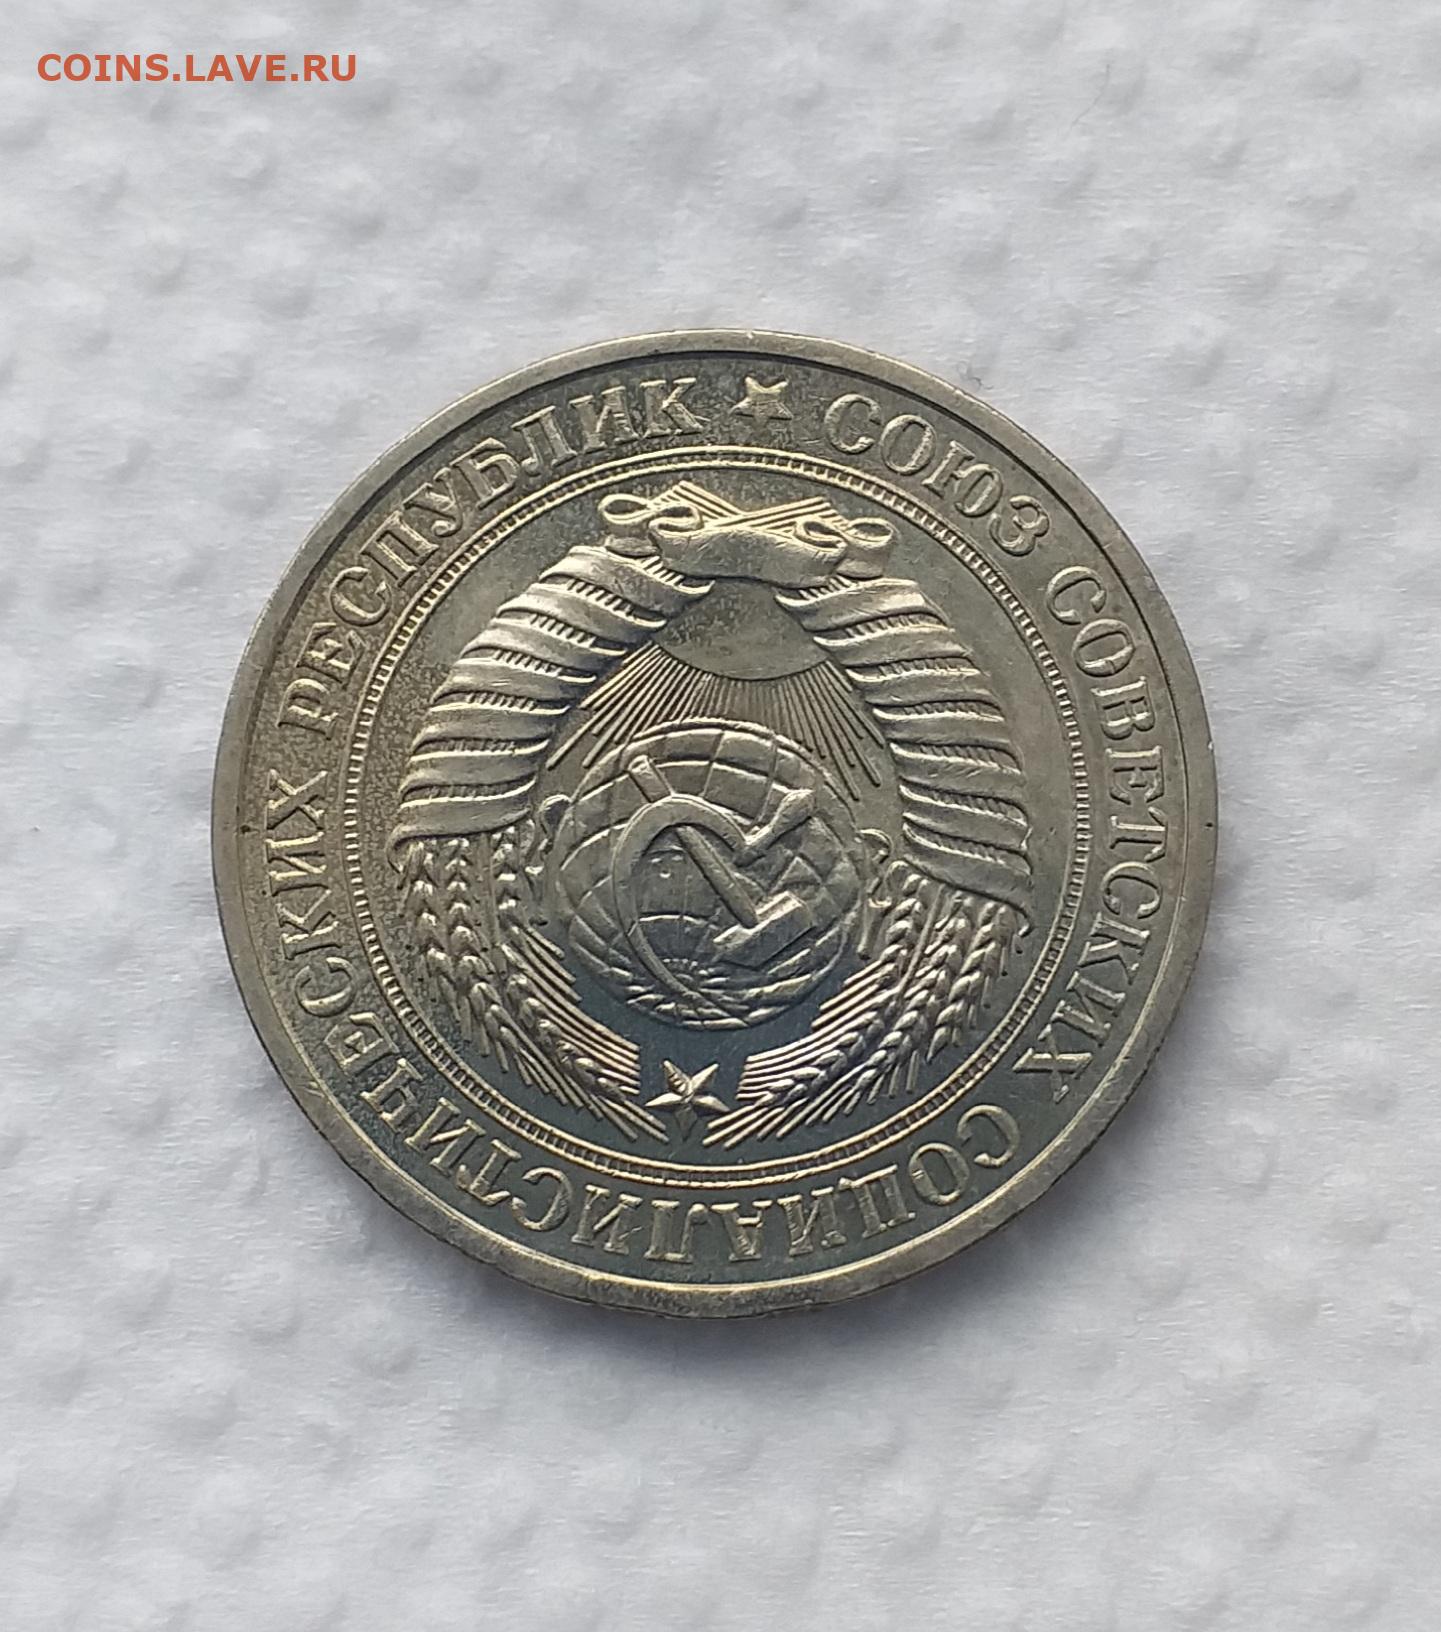 COINS.LAVE.RU
★ СОЮЗ СОВЕТСКИХ СОЦИАЛИСТИЧЕСКИХ РЕСПУБЛИК